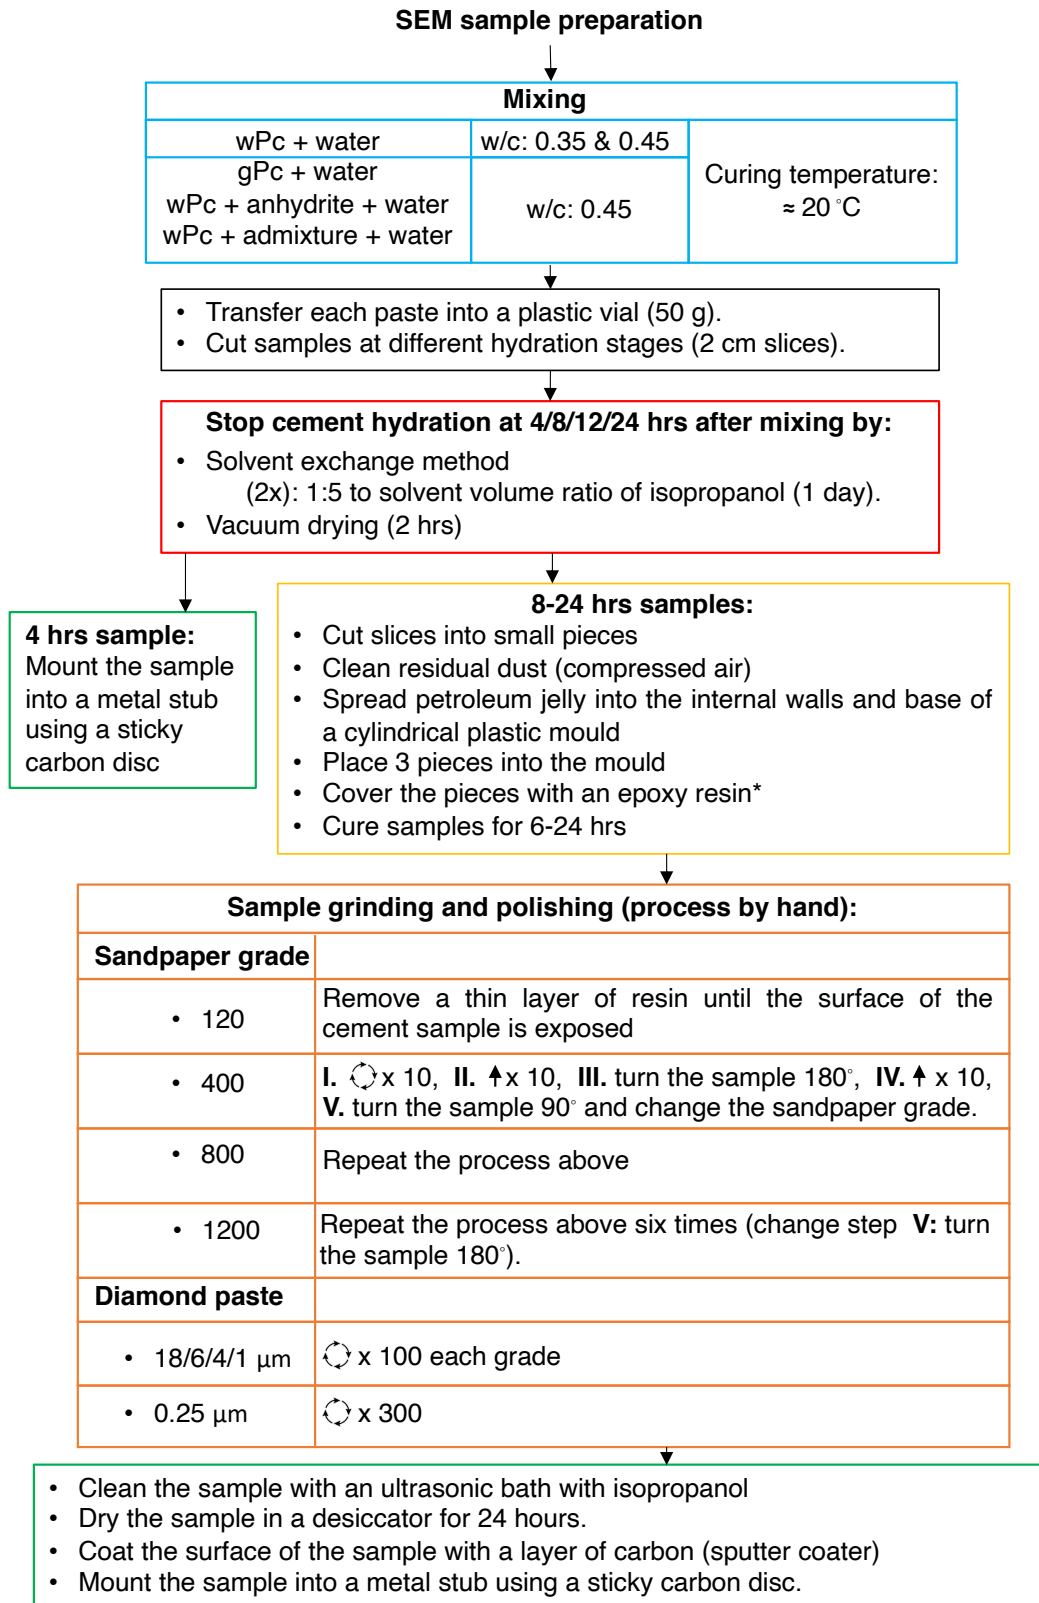 SEM sample preparation
Mixing
wPc + water
w/c: 0.35 & 0.45
gPc + water
wPc + anhydrite + water
wPc + admixture + water
w/c: 0.45
Curing temperature:
≈ 20 °C
• Transfer each paste into a plastic vial (50 g).
• Cut samples at different hydration stages (2 cm slices).
Stop cement hydration at 4/8/12/24 hrs after mixing by:
• Solvent exchange method
(2x): 1:5 to solvent volume ratio of isopropanol (1 day).
• Vacuum drying (2 hrs)
4 hrs sample:
Mount the sample
into a metal stub
using a sticky
carbon disc
8-24 hrs samples:
• Cut slices into small pieces
• Clean residual dust (compressed air)
• Spread petroleum jelly into the internal walls and base of
a cylindrical plastic mould
• Place 3 pieces into the mould
• Cover the pieces with an epoxy resin*
• Cure samples for 6-24 hrs
Sample grinding and polishing (process by hand):
Sandpaper grade
• 120
Remove a thin layer of resin until the surface of the
cement sample is exposed
• 400
I. x 10, II. x 10, III. turn the sample 180°, IV. x 10,
V. turn the sample 90° and change the sandpaper grade.
• 800
Repeat the process above
• 1200
Repeat the process above six times (change step V: turn
the sample 180°).
Diamond paste
• 18/6/4/1 µm
x 100 each grade
• 0.25 µm
x 300
• Clean the sample with an ultrasonic bath with isopropanol
• Dry the sample in a desiccator for 24 hours.
• Coat the surface of the sample with a layer of carbon (sputter coater)
• Mount the sample into a metal stub using a sticky carbon disc.